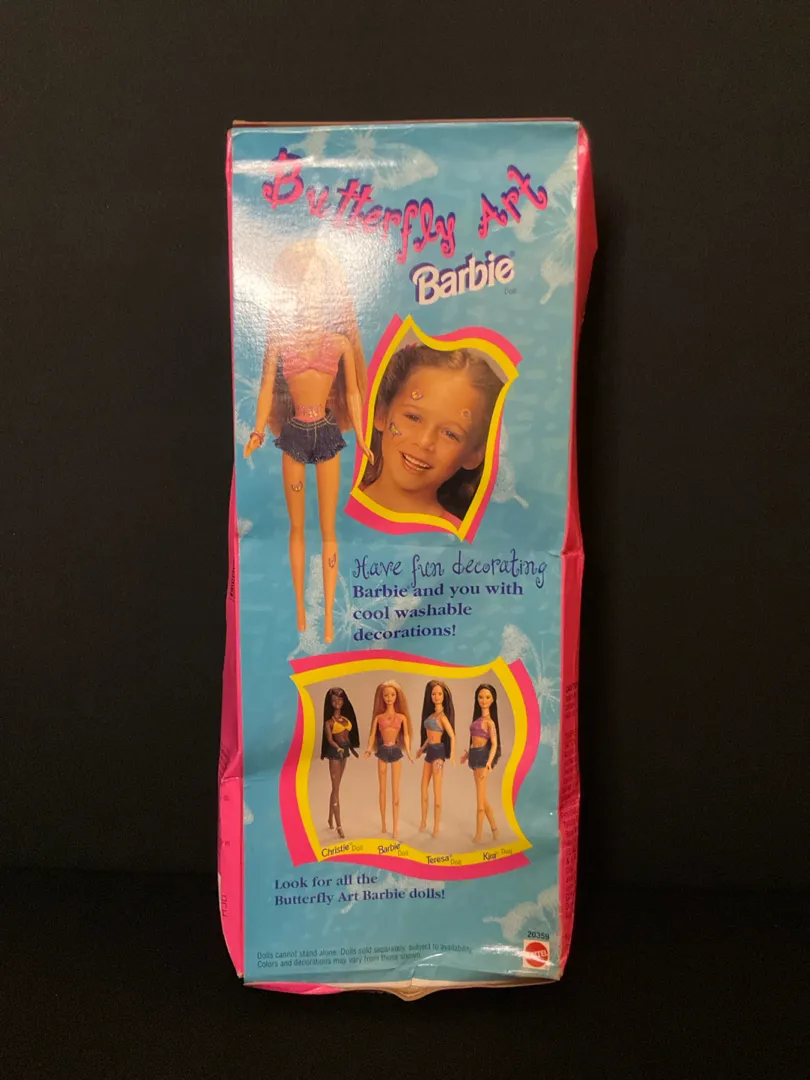 Butterfly Art
Barbie®
Doll
Have fun decorating
Barbie® and you with
cool washable
decorations!
Christie® Doll
Barbie® Doll
Teresa® Doll
Kira® Doll
Look for all the
Butterfly Art Barbie dolls!
20359
MATTEL
Dolls cannot stand alone. Dolls sold separately, subject to availability.
Colors and decorations may vary from those shown.